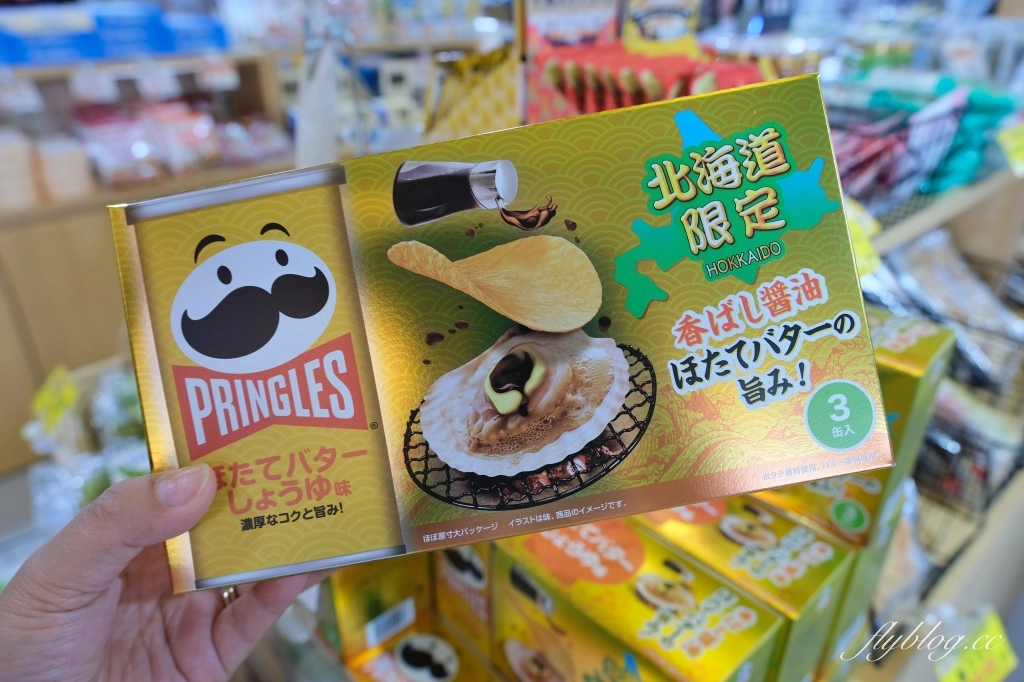 PRINGLES
®
ほたてバター
しょうゆ味
濃厚なコクと旨み!
北海道
限定
HOKKAIDO
香ばし醬油
ほたてバターの
旨み!
3
缶入
ほぼ原寸大パッケージ イラストは味、商品のイメージです。
flyblog.cc